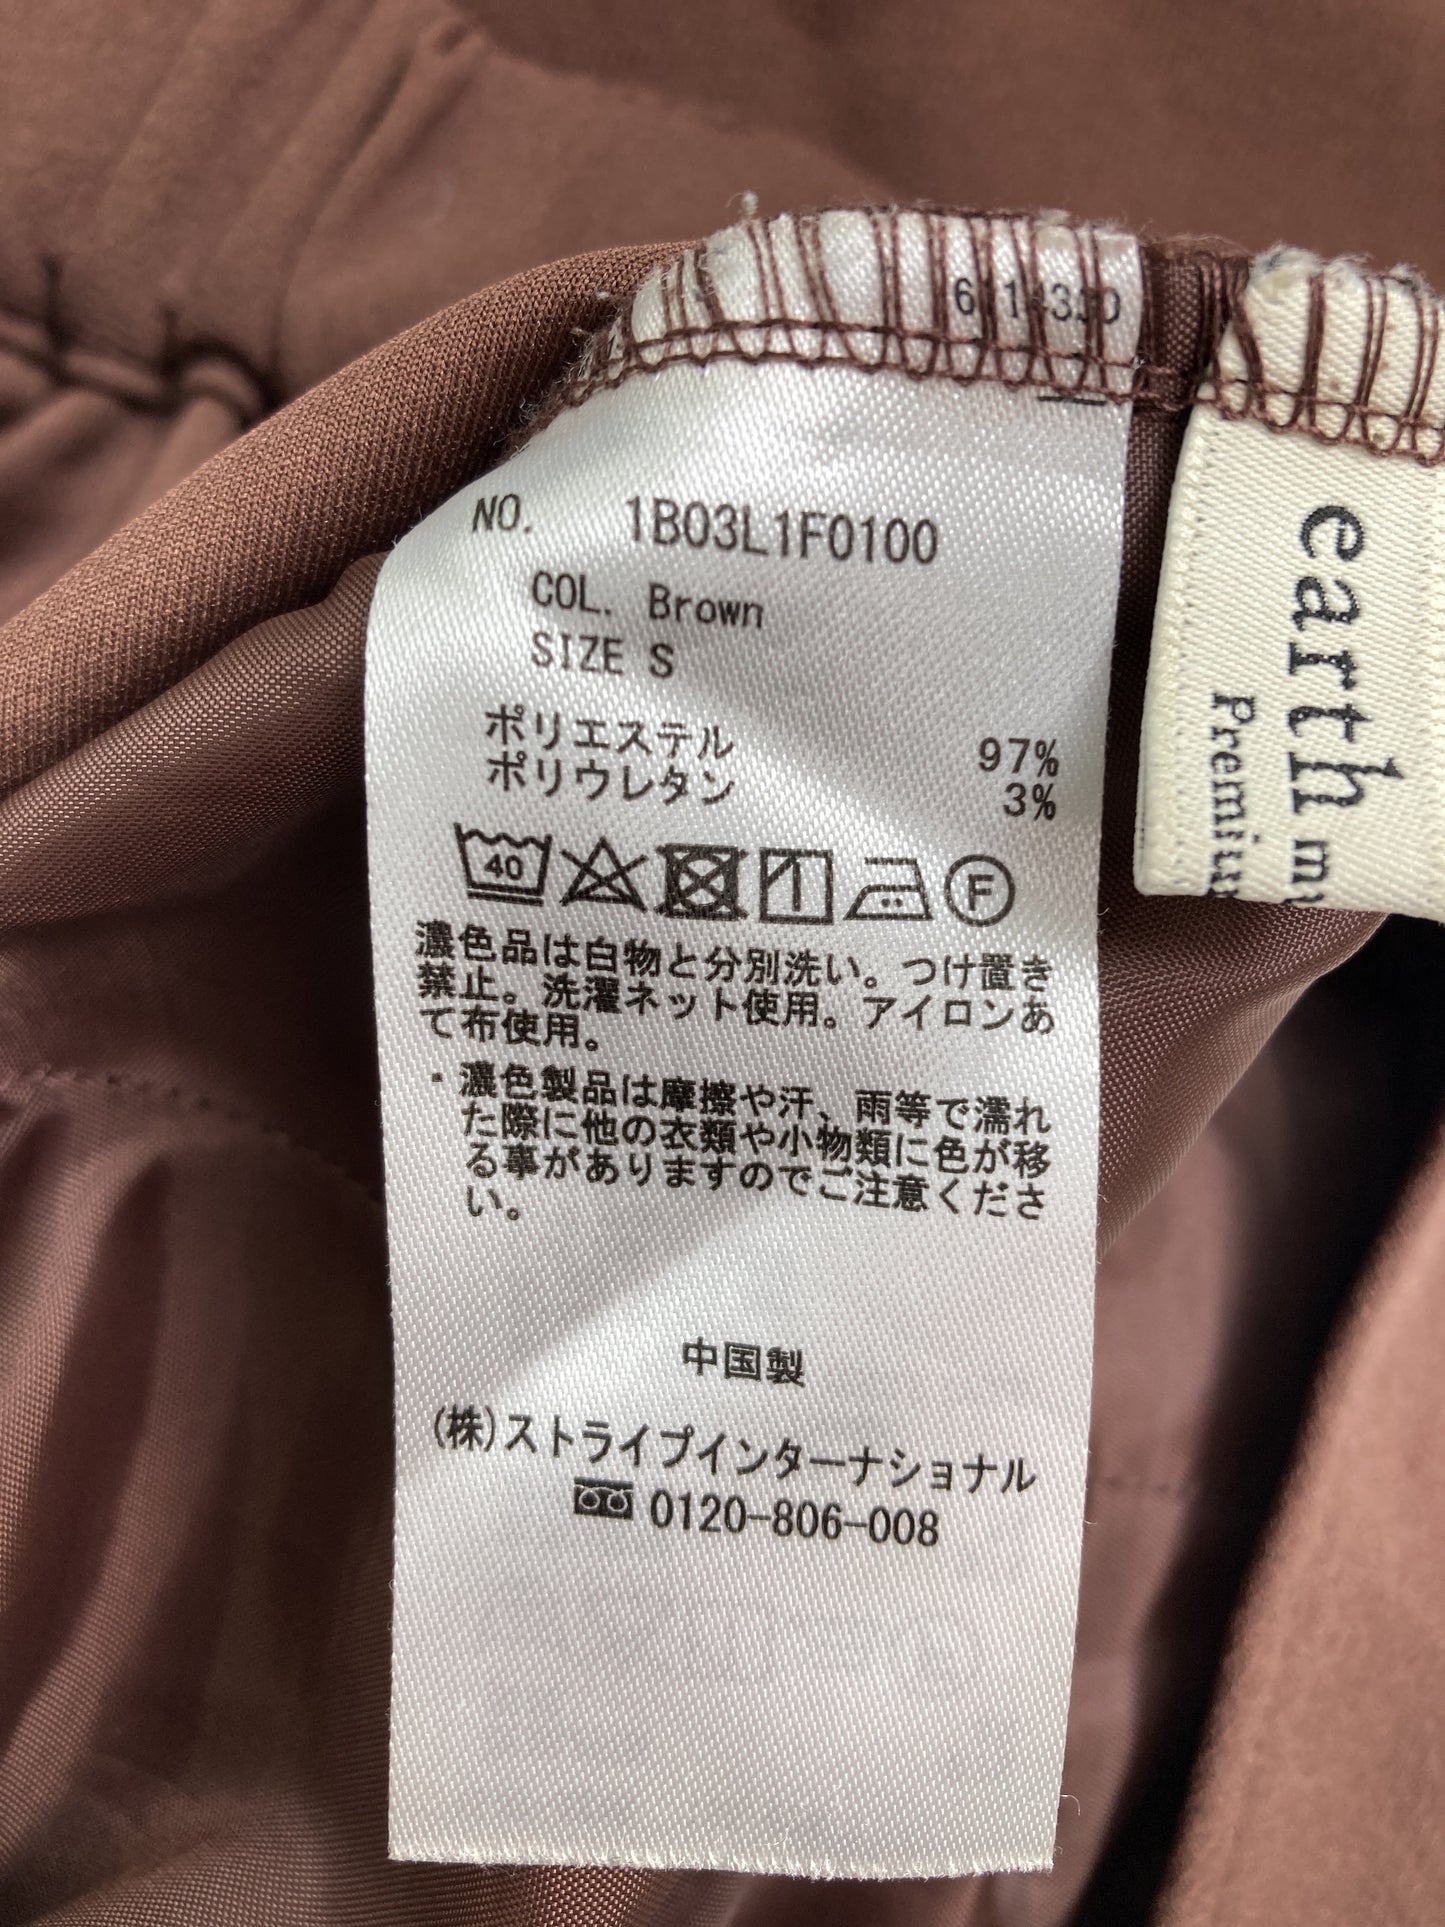 NO. 1B03L1F0100
COL. Brown
SIZE S
ポリエステル 97%
ポリウレタン 3%
40 F
濃色品は白物と分別洗い。つけ置き
禁止。洗濯ネット使用。アイロンあ
て布使用。
・濃色製品は摩擦や汗、雨等で濡れ
た際に他の衣類や小物類に色が移
る事がありますのでご注意くださ
い。
中国製
(株)ストライプインターナショナル
0120-806-008
earth
Premium